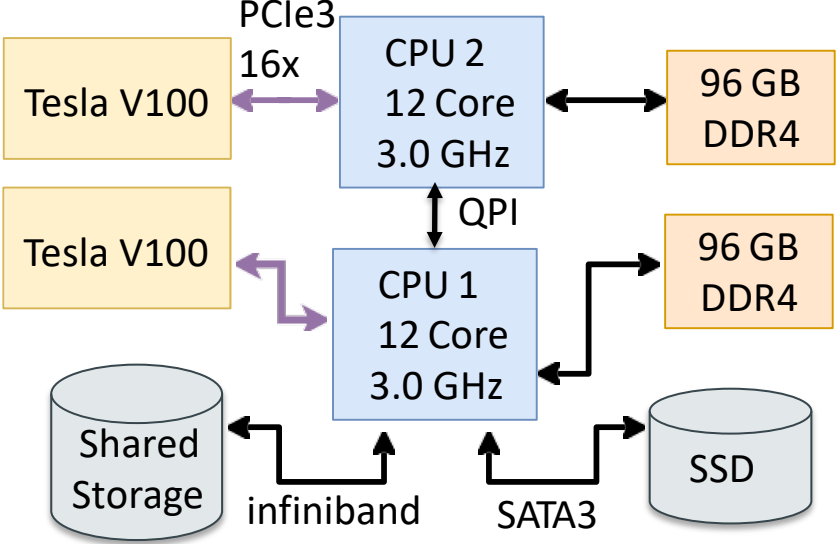 PCIe3
16x
Tesla V100
CPU 2
12 Core
3.0 GHz
96 GB
DDR4
QPI
Tesla V100
CPU 1
12 Core
3.0 GHz
96 GB
DDR4
Shared
Storage
infiniband
SATA3
SSD